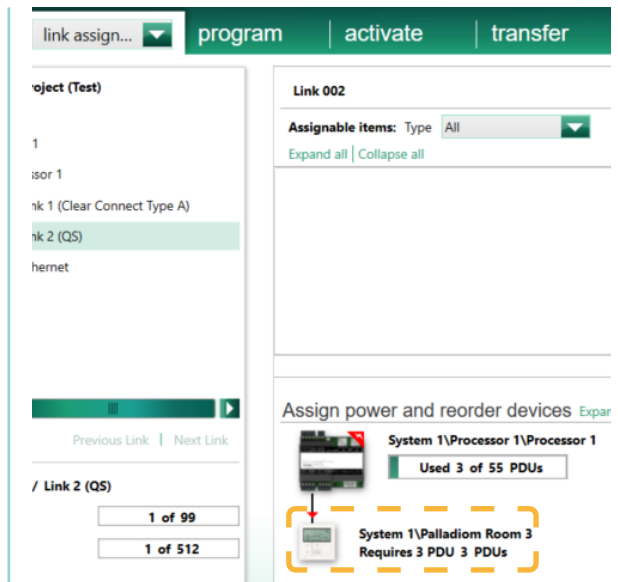 link assign...
program
activate
transfer
roject (Test)
1
ssor 1
nk 1 (Clear Connect Type A)
nk 2 (QS)
hernet
Previous Link | Next Link
/ Link 2 (QS)
1 of 99
1 of 512
Link 002
Assignable items: Type All
Expand all | Collapse all
Assign power and reorder devices Expar
System 1\Processor 1\Processor 1
Used 3 of 55 PDUs
System 1\Palladiom Room 3
Requires 3 PDU 3 PDUs